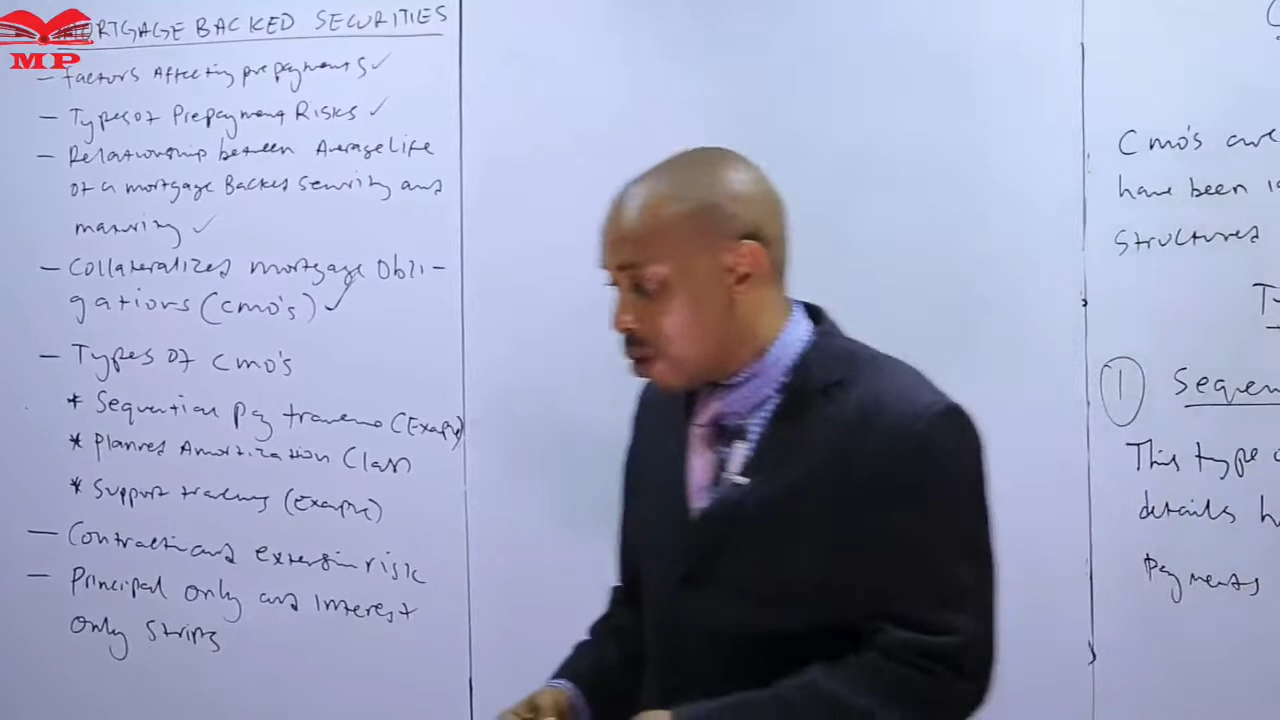 MORTGAGE BACKED SECURITIES
MP
- Factors Affecting prepayments ✓
- Types of Prepayment Risks ✓
- Relationship between Average Life
of a mortgage Backed Security and
maturity ✓
- Collateralized mortgage Obli-
gations (cmo's) ✓
- Types of cmo's
* Sequential pay tranches (Example)
* Planned Amortization Class
* Support tranches (Example)
- Contraction and extension risk
- Principal only and Interest
only Strips
Cmo's are
have been
structures
1 Sequen
This type
details
Payments